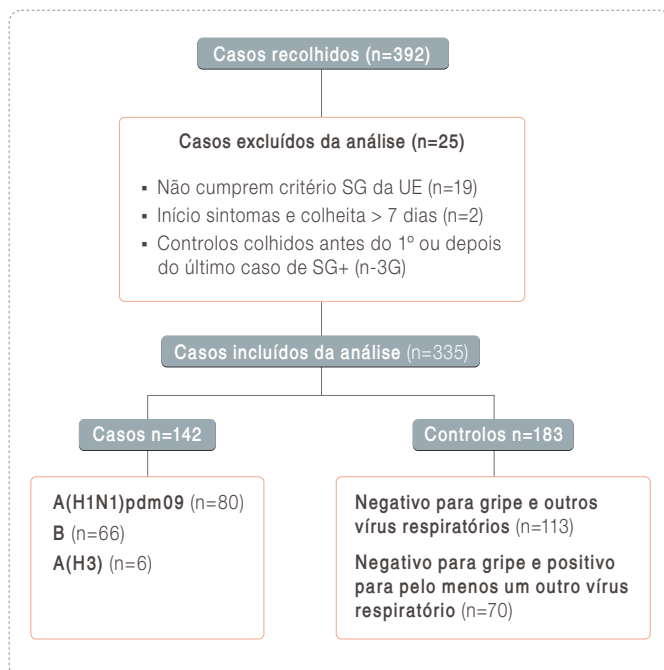 Casos recolhidos (n=392)
Casos excluídos da análise (n=25)
▪ Não cumprem critério SG da UE (n=19)
▪ Início sintomas e colheita > 7 dias (n=2)
▪ Controlos colhidos antes do 1º ou depois
do último caso de SG+ (n-3G)
Casos incluídos da análise (n=335)
Casos n=142
Controlos n=183
A(H1N1)pdm09 (n=80)
B (n=66)
A(H3) (n=6)
Negativo para gripe e outros
vírus respiratórios (n=113)
Negativo para gripe e positivo
para pelo menos um outro vírus
respiratório (n=70)